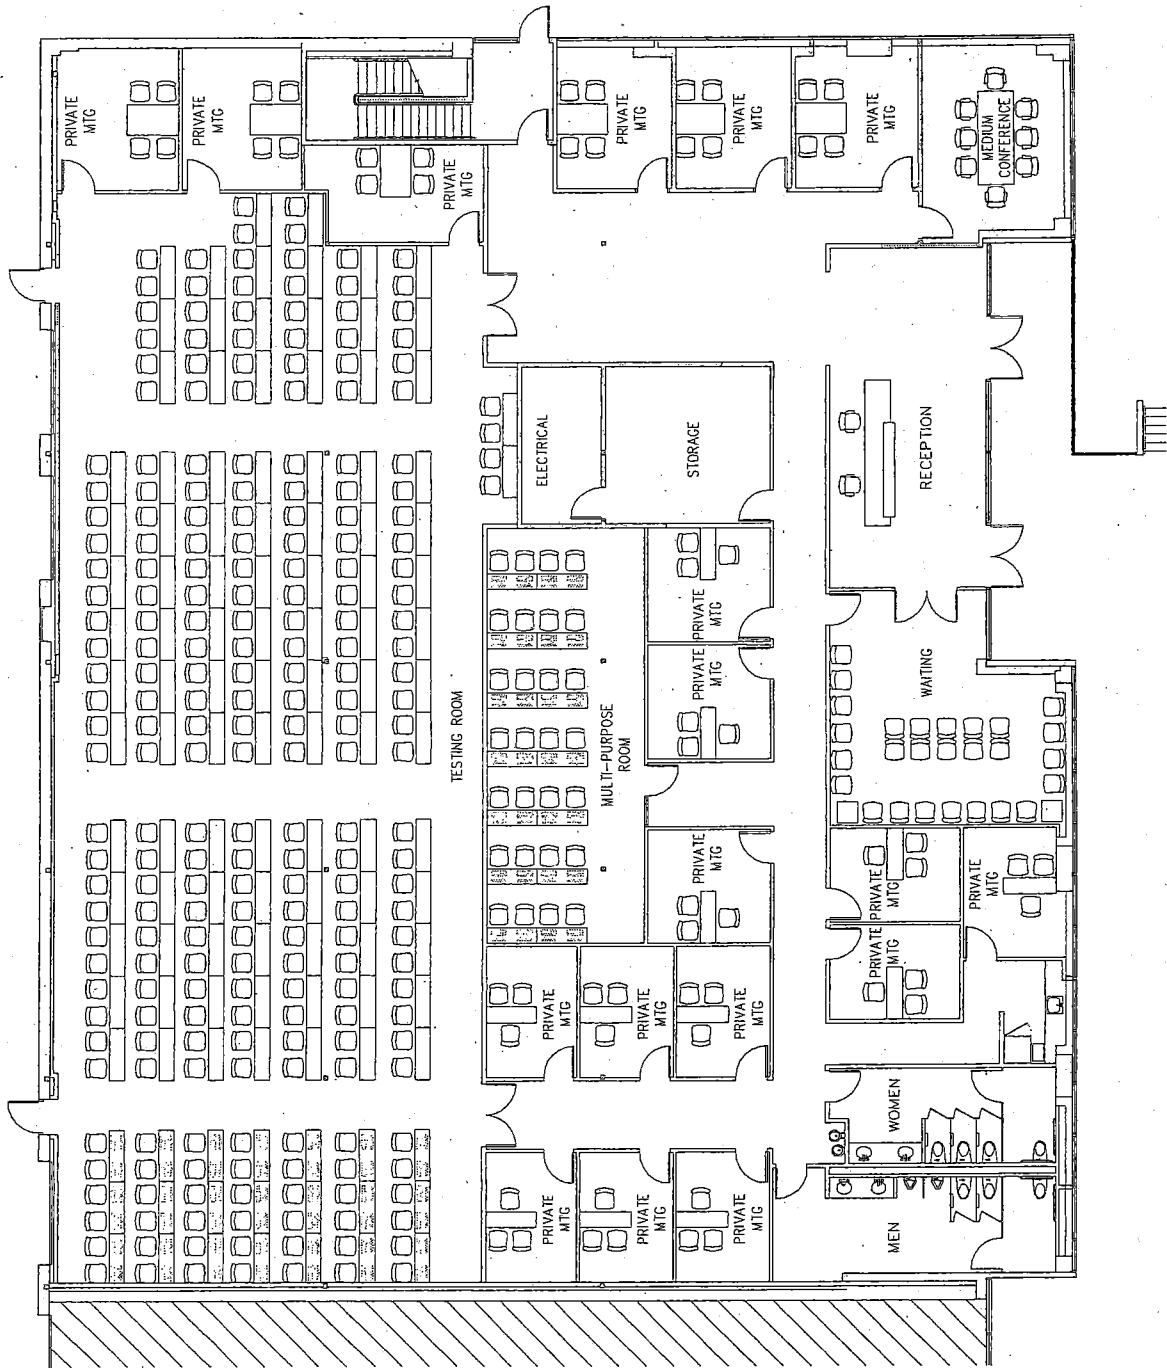 PRIVATE
MTG
PRIVATE
MTG
PRIVATE
MTG
PRIVATE
MTG
PRIVATE
MTG
PRIVATE
MTG
MEDIUM
CONFERENCE
ELECTRICAL
STORAGE
RECEPTION
TESTING ROOM
MULTI-PURPOSE
ROOM
PRIVATE
MTG
PRIVATE
MTG
WAITING
PRIVATE
MTG
PRIVATE
MTG
PRIVATE
MTG
PRIVATE
MTG
PRIVATE
MTG
PRIVATE
MTG
PRIVATE
MTG
WOMEN
PRIVATE
MTG
PRIVATE
MTG
PRIVATE
MTG
MEN